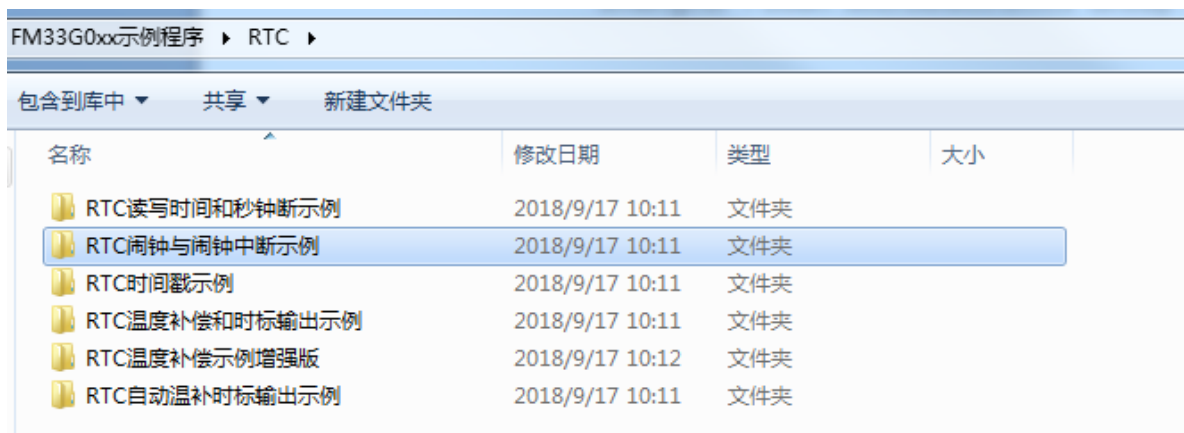 FM33G0xx示例程序 ▸ RTC ▸
包含到库中 ▼ 共享 ▼ 新建文件夹
名称 修改日期 类型 大小
RTC读写时间和秒钟断示例 2018/9/17 10:11 文件夹
RTC闹钟与闹钟中断示例 2018/9/17 10:11 文件夹
RTC时间戳示例 2018/9/17 10:11 文件夹
RTC温度补偿和时标输出示例 2018/9/17 10:11 文件夹
RTC温度补偿示例增强版 2018/9/17 10:12 文件夹
RTC自动温补时标输出示例 2018/9/17 10:11 文件夹